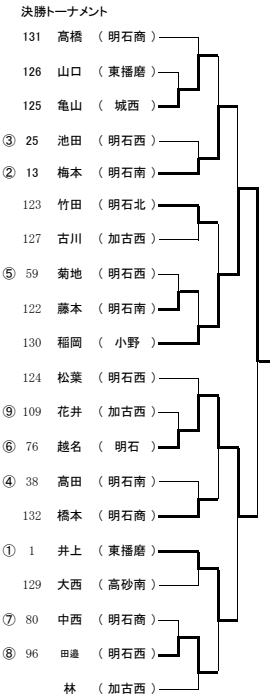 決勝トーナメント
131 高橋 （ 明石商 ）
126 山口 （ 東播磨 ）
125 亀山 （ 城西 ）
③ 25 池田 （ 明石西 ）
② 13 梅本 （ 明石南 ）
123 竹田 （ 明石北 ）
127 古川 （ 加古西 ）
⑤ 59 菊地 （ 明石西 ）
122 藤本 （ 明石南 ）
130 稲岡 （ 小野 ）
124 松葉 （ 明石西 ）
⑨ 109 花井 （ 加古西 ）
⑥ 76 越名 （ 明石 ）
④ 38 髙田 （ 明石南 ）
132 橋本 （ 明石商 ）
① 1 井上 （ 東播磨 ）
129 大西 （ 高砂南 ）
⑦ 80 中西 （ 明石商 ）
⑧ 96 田邉 （ 明石西 ）
林 （ 加古西 ）